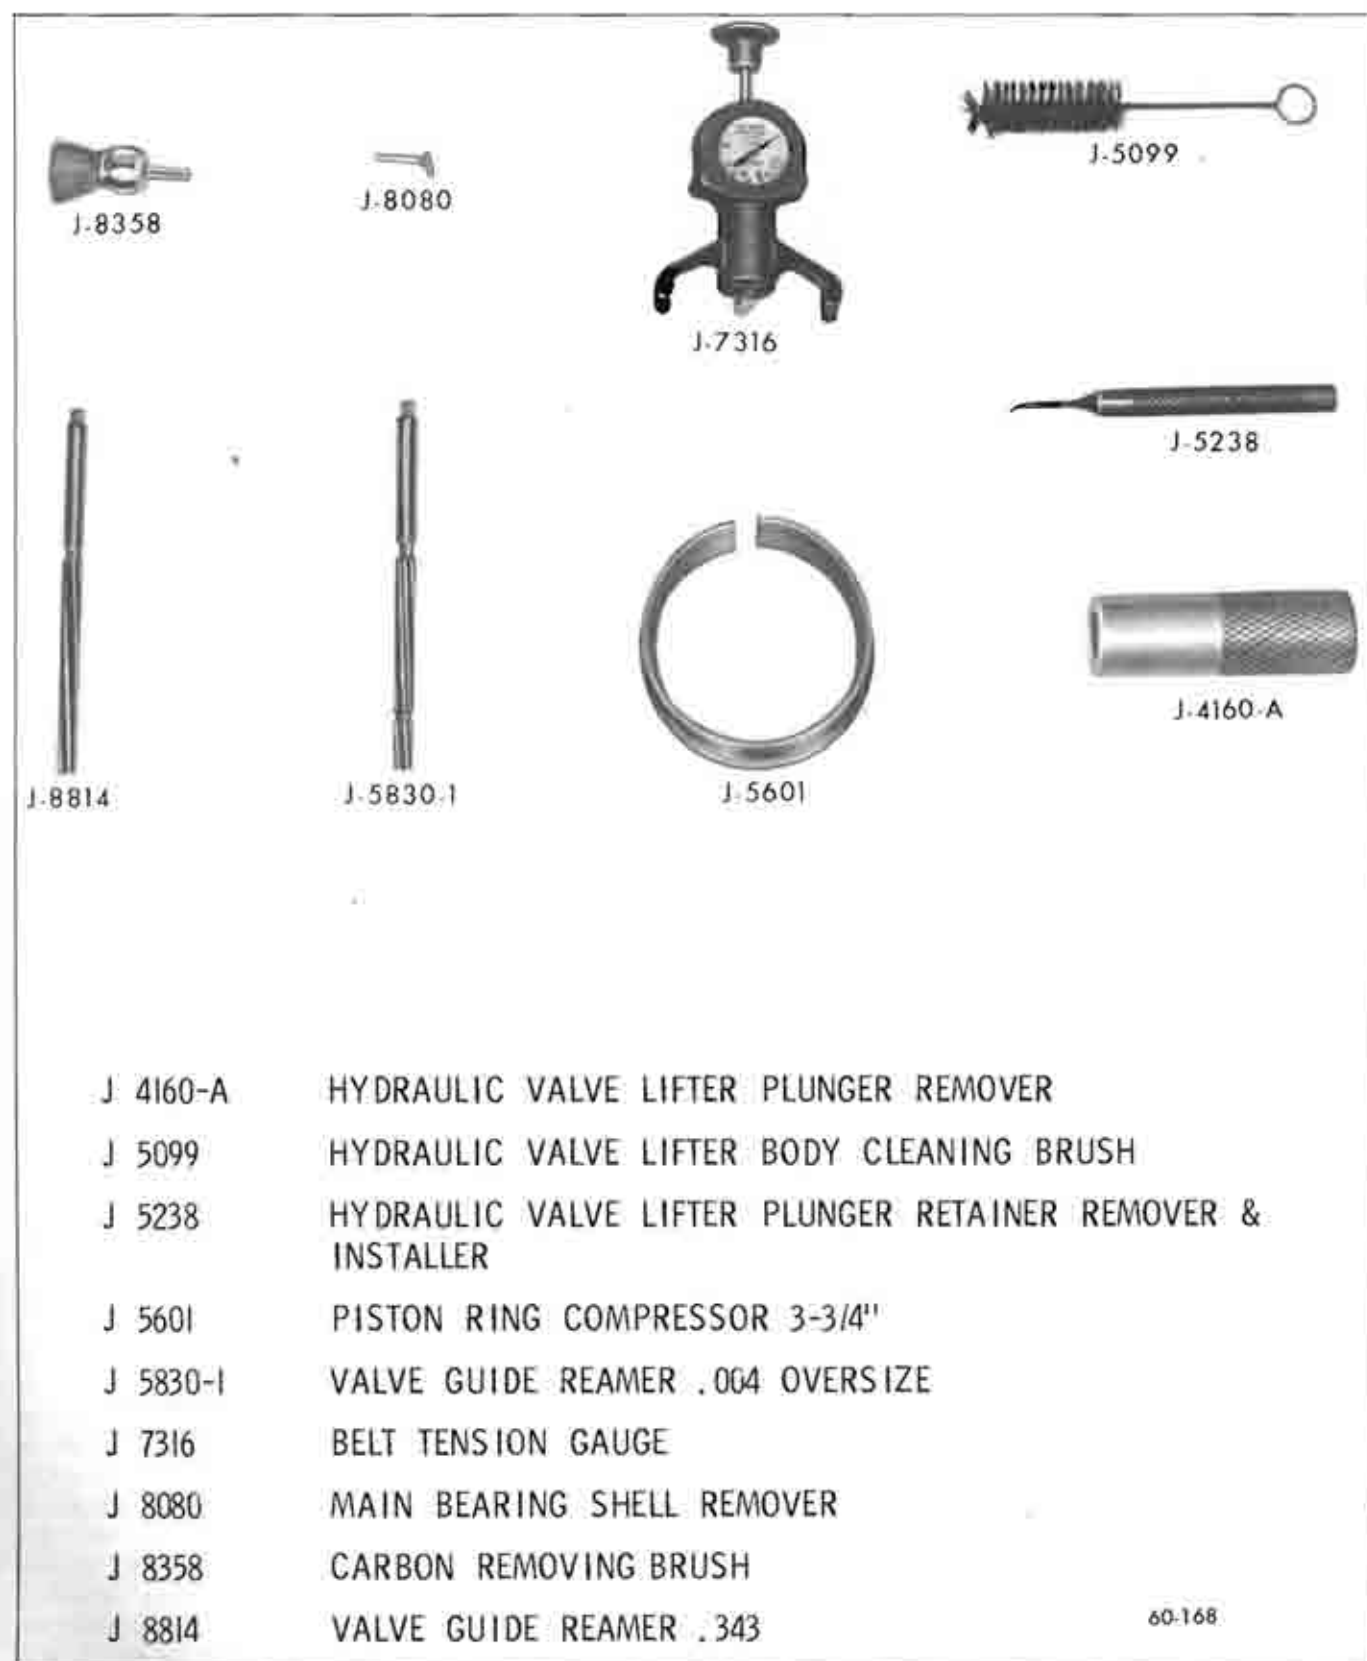 J-5099
J-8358
J-8080
J-7316
J-5238
J-4160-A
J-8814
J-5830-1
J-5601
J 4160-A HYDRAULIC VALVE LIFTER PLUNGER REMOVER
J 5099 HYDRAULIC VALVE LIFTER BODY CLEANING BRUSH
J 5238 HYDRAULIC VALVE LIFTER PLUNGER RETAINER REMOVER &
INSTALLER
J 5601 PISTON RING COMPRESSOR 3-3/4"
J 5830-1 VALVE GUIDE REAMER .004 OVERSIZE
J 7316 BELT TENSION GAUGE
J 8080 MAIN BEARING SHELL REMOVER
J 8358 CARBON REMOVING BRUSH
J 8814 VALVE GUIDE REAMER .343
60-168